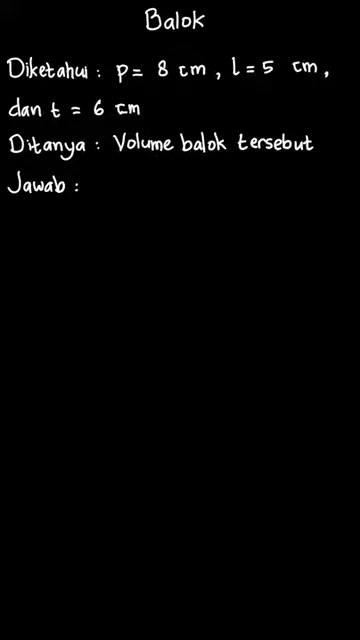 Balok
Diketahui : p = 8 cm , l = 5 cm ,
dan t = 6 cm
Ditanya : Volume balok tersebut
Jawab :